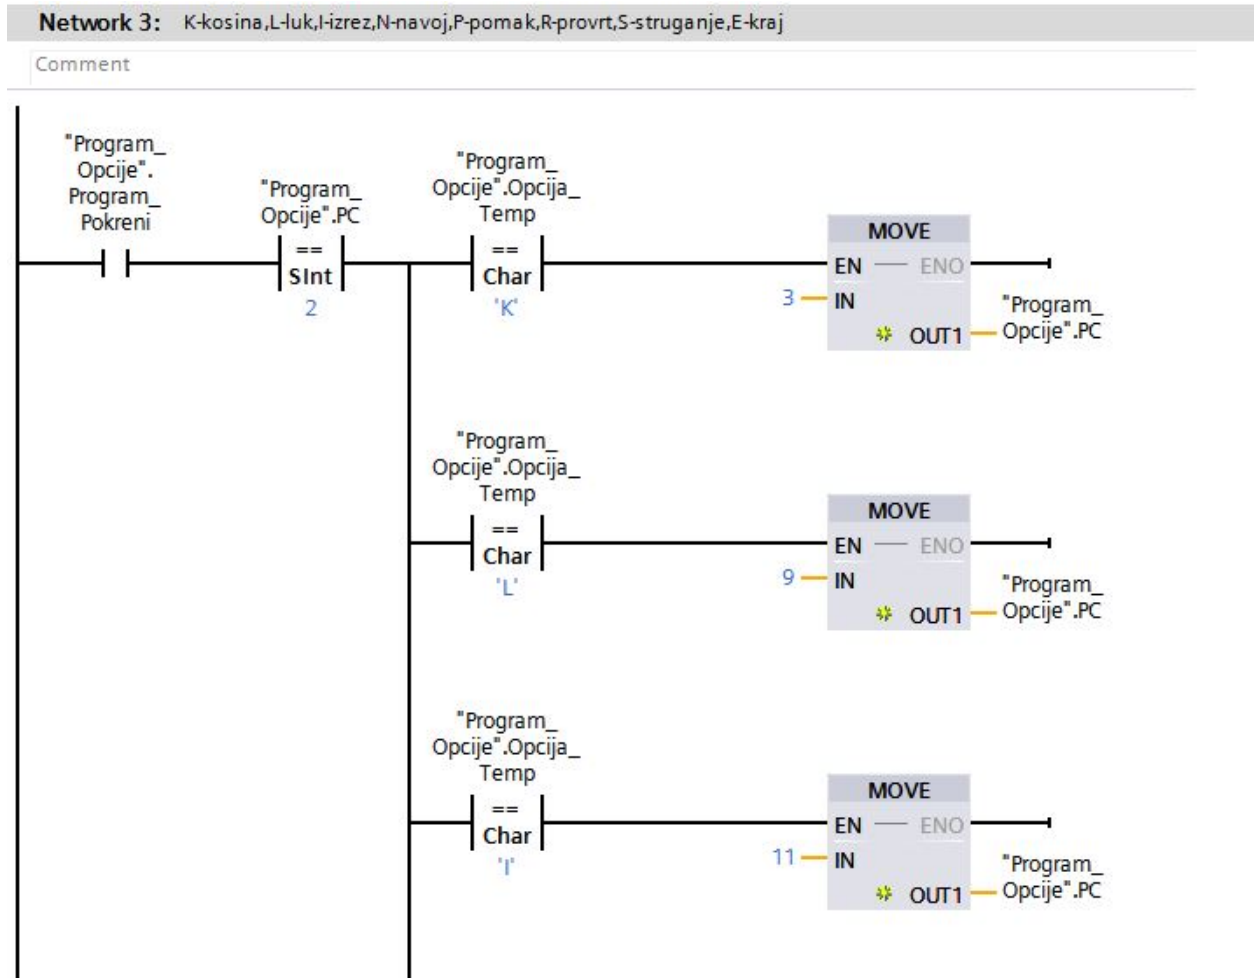 Network 3: K-kosina,L-luk,I-izrez,N-navoj,P-pomak,R-provrt,S-struganje,E-kraj
Comment
"Program_
Opcije".
Program_
Pokreni
"Program_
Opcije".PC
==
SInt
2
"Program_
Opcije".Opcija_
Temp
==
Char
'K'
MOVE
EN ENO
3 IN
OUT1
"Program_
Opcije".PC
"Program_
Opcije".Opcija_
Temp
==
Char
'L'
MOVE
EN ENO
9 IN
OUT1
"Program_
Opcije".PC
"Program_
Opcije".Opcija_
Temp
==
Char
'I'
MOVE
EN ENO
11 IN
OUT1
"Program_
Opcije".PC